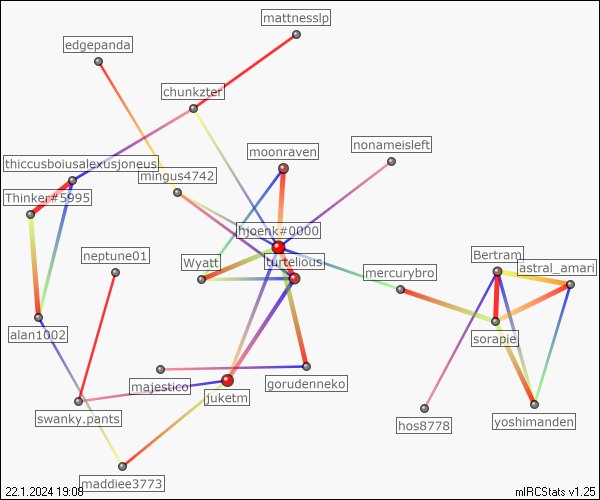 mattnesslp
edgepanda
chunkzter
moonraven
nonameisleft
thiccusboiusalexusjoneus
mingus4742
Thinker#5995
hjoenk#0000
neptune01
Wyatt
turtelious
mercurybro
Bertram
astral_amari
alan1002
sorapie
majestico
gorudenneko
juketm
swanky.pants
hos8778
yoshimanden
maddiee3773
22.1.2024 19:08
mIRCStats v1.25